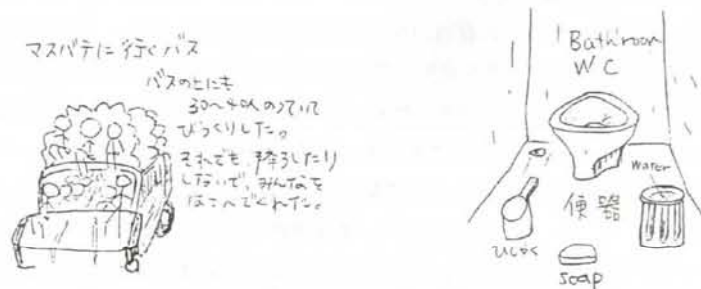 マスバテに行くバス
バスの上にも
30〜40人のっていて
びっくりした。
それでも、降ろしたり
しないで、みんなを
はこんでくれた。
Bathroom
WC
Water
便器
ひしゃく
soap